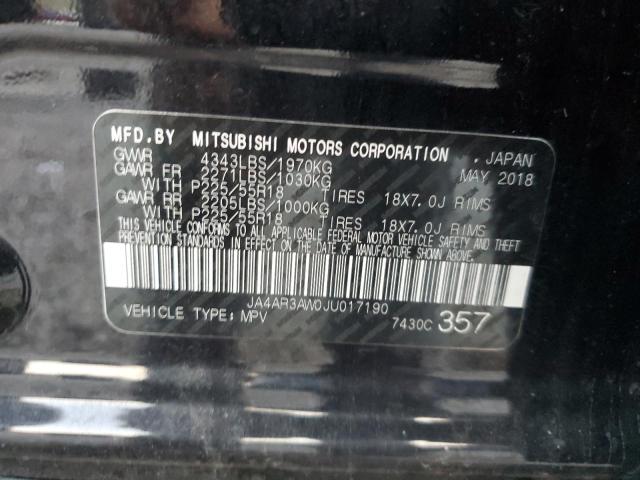 MFD.BY MITSUBISHI MOTORS CORPORATION , JAPAN
GVWR 4343LBS/1970KG MAY 2018
GAWR FR 2271LBS/1030KG
WITH P225/55R18 TIRES 18X7.0J RIMS
GAWR RR 2205LBS/1000KG
WITH P225/55R18 TIRES 18X7.0J RIMS
THIS VEHICLE CONFORMS TO ALL APPLICABLE FEDERAL MOTOR VEHICLE SAFETY AND THEFT
PREVENTION STANDARDS IN EFFECT ON THE DATE OF MANUFACTURE SHOWN ABOVE.
JA4AR3AW0JU017190
VEHICLE TYPE: MPV 7430C 357